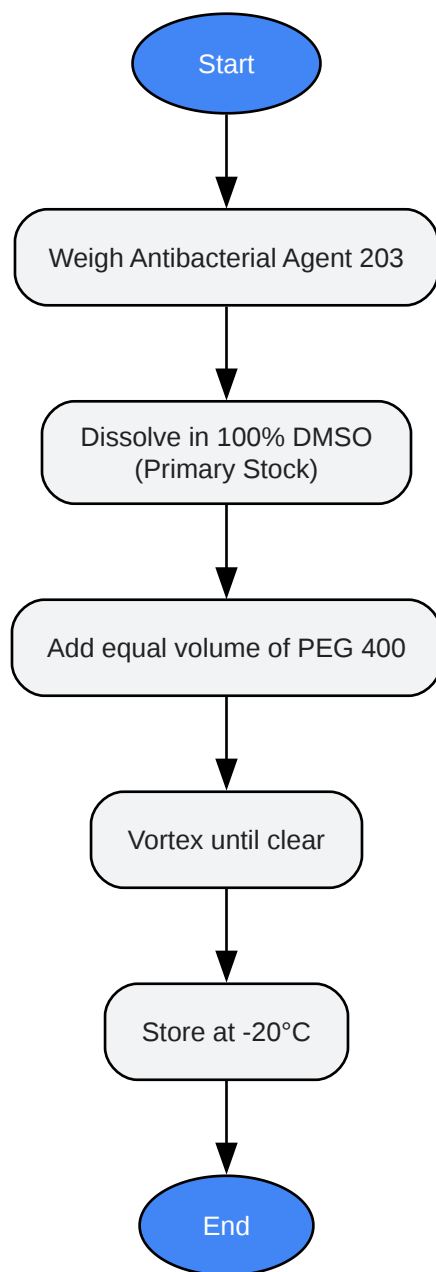 Start
Weigh Antibacterial Agent 203
Dissolve in 100% DMSO
(Primary Stock)
Add equal volume of PEG 400
Vortex until clear
Store at -20°C
End